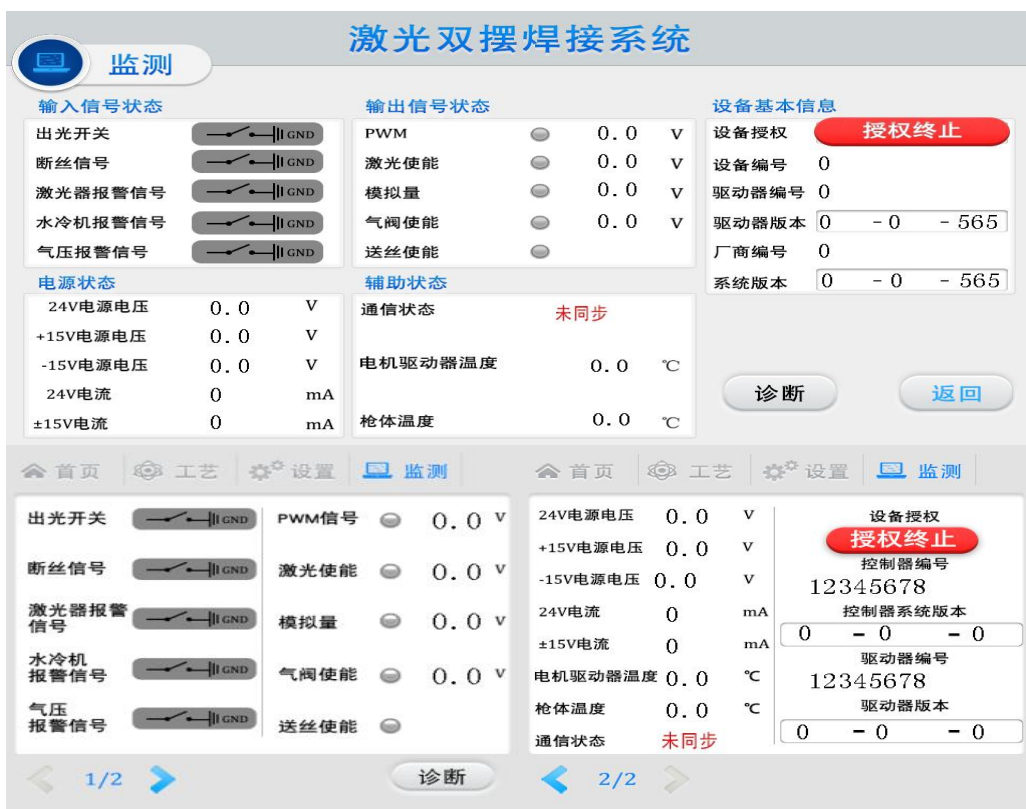 激光双摆焊接系统
监测
输入信号状态
出光开关 GND
断丝信号 GND
激光器报警信号 GND
水冷机报警信号 GND
气压报警信号 GND
输出信号状态
PWM 0.0 V
激光使能 0.0 V
模拟量 0.0 V
气阀使能 0.0 V
送丝使能
设备基本信息
设备授权 授权终止
设备编号 0
驱动器编号 0
驱动器版本 0 -0 -565
厂商编号 0
系统版本 0 -0 -565
电源状态
24V电源电压 0.0 V
+15V电源电压 0.0 V
-15V电源电压 0.0 V
24V电流 0 mA
±15V电流 0 mA
辅助状态
通信状态 未同步
电机驱动器温度 0.0 ℃
枪体温度 0.0 ℃
诊断 返回
首页 工艺 设置 监测
出光开关 GND PWM信号 0.0 V
断丝信号 GND 激光使能 0.0 V
激光器报警
信号 GND 模拟量 0.0 V
水冷机
报警信号 GND 气阀使能 0.0 V
气压
报警信号 GND 送丝使能
1/2 诊断
首页 工艺 设置 监测
24V电源电压 0.0 V
+15V电源电压 0.0 V
-15V电源电压 0.0 V
24V电流 0 mA
±15V电流 0 mA
电机驱动器温度 0.0 ℃
枪体温度 0.0 ℃
通信状态 未同步
设备授权
授权终止
控制器编号
12345678
控制器系统版本
0 -0 -0
驱动器编号
12345678
驱动器版本
0 -0 -0
2/2